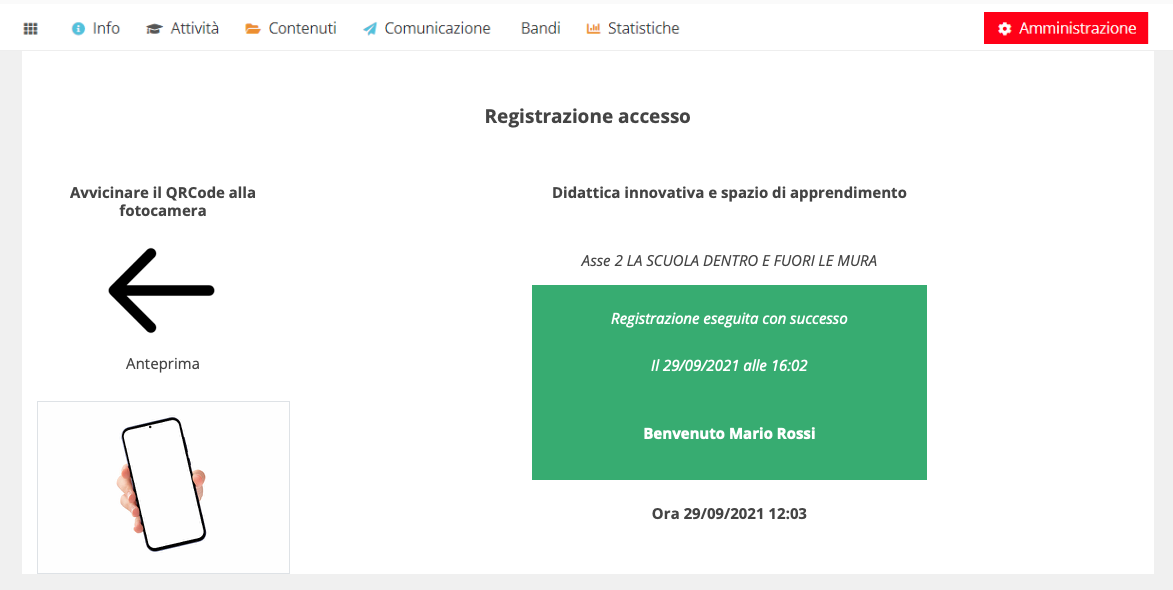 Info Attività Contenuti Comunicazione Bandi Statistiche Amministrazione
Registrazione accesso
Avvicinare il QRCode alla
fotocamera
Anteprima
Didattica innovativa e spazio di apprendimento
Asse 2 LA SCUOLA DENTRO E FUORI LE MURA
Registrazione eseguita con successo
Il 29/09/2021 alle 16:02
Benvenuto Mario Rossi
Ora 29/09/2021 12:03